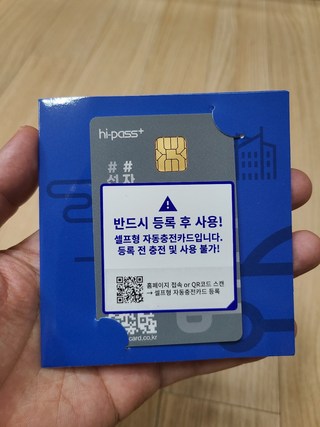 hi-pass+
##
반드시 등록 후 사용!
셀프형 자동충전카드입니다.
등록 전 충전 및 사용 불가!
홈페이지 접속 or QR코드 스캔
→ 셀프형 자동충전카드 등록
card.co.kr